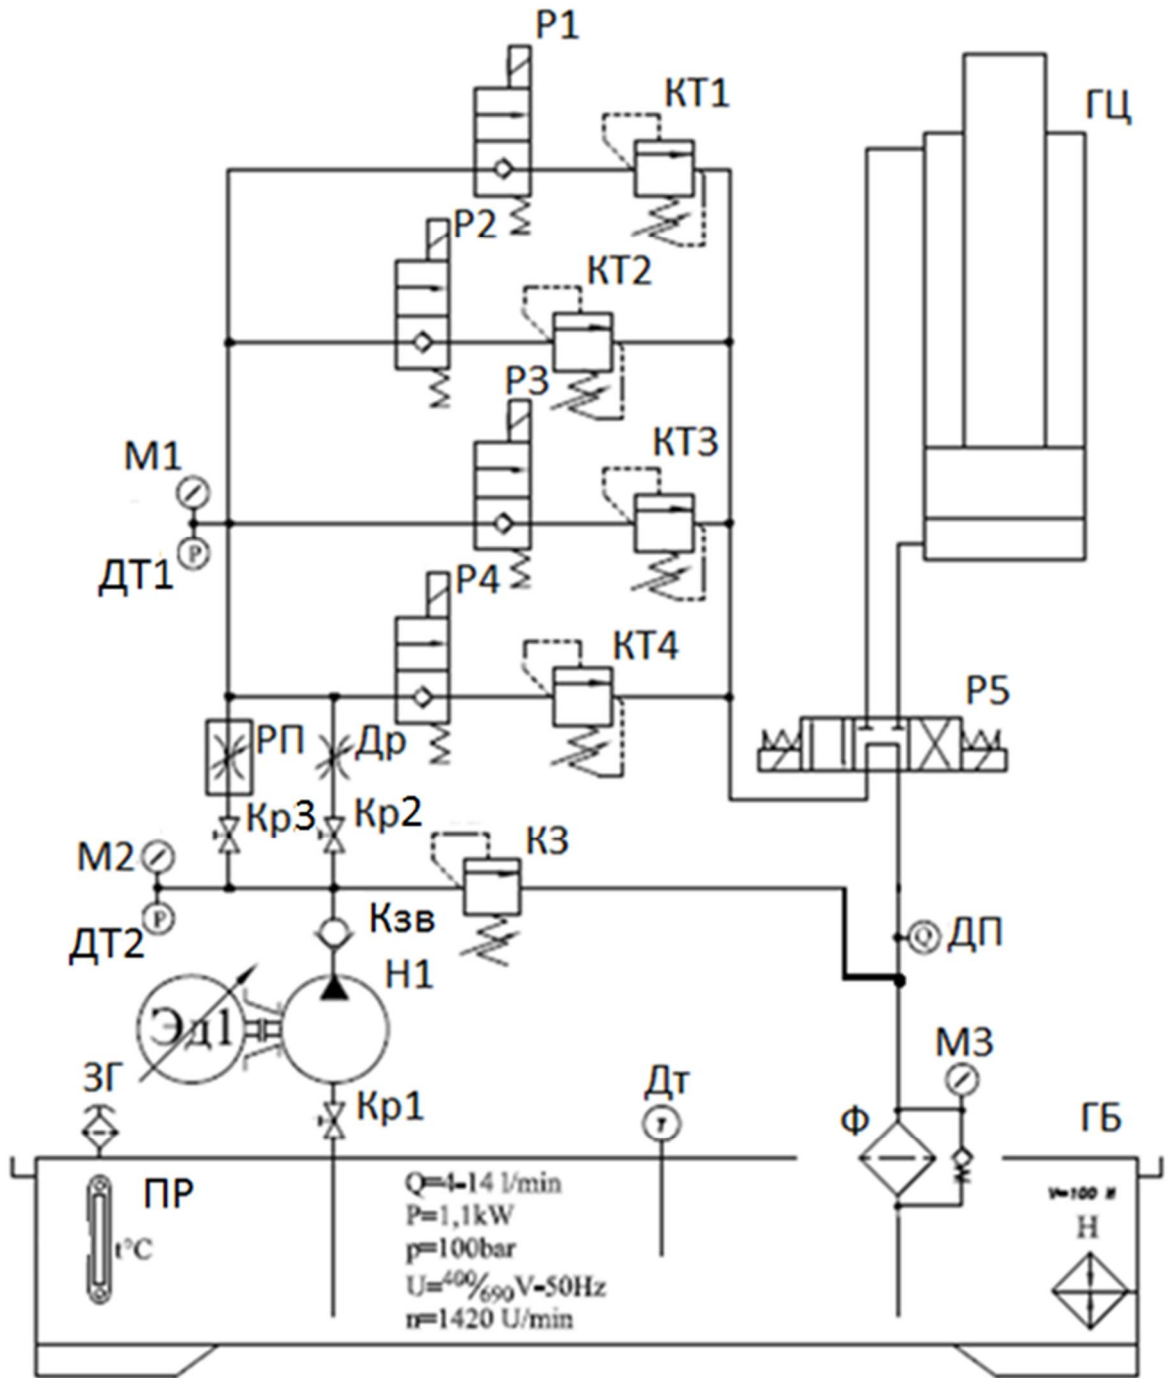 Р1
КТ1
ГЦ
Р2
КТ2
Р3
КТ3
М1
Р
ДТ1
Р4
КТ4
Р5
РП
Др
Кр3
Кр2
М2
КЗ
Р
ДТ2
Кзв
Q
ДП
Н1
Эд1
М3
ЗГ
Кр1
Дт
T
Ф
ГБ
ПР
t°C
Q=4-14 l/min
P=1,1kW
p=100bar
U=400/690V-50Hz
n=1420 U/min
V=100 л
Н